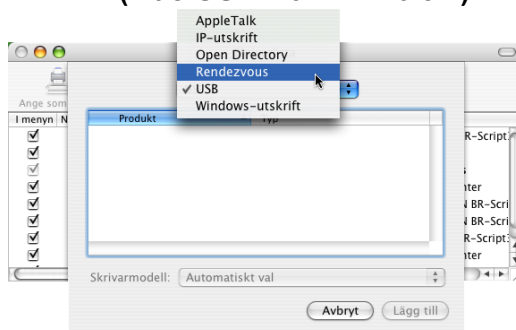 AppleTalk
IP-utskrift
Open Directory
Rendezvous
✓ USB
Windows-utskrift
Ange som
I menyn N
Produkt
Typ
R-Script
nter
N BR-Scri
N BR-Scri
R-Script
nter
Skrivarmodell: Automatiskt val
Avbryt Lägg till